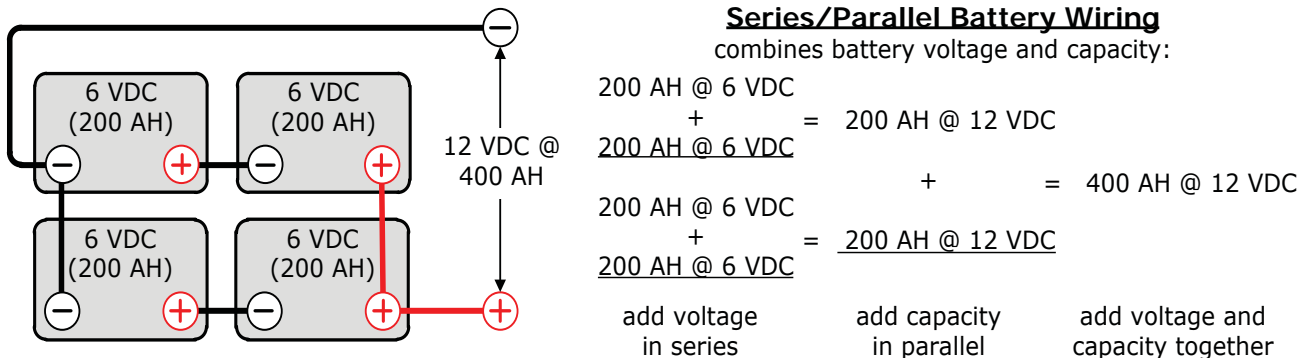 6 VDC
(200 AH)
6 VDC
(200 AH)
−
+
−
+
−
12 VDC @
400 AH
6 VDC
(200 AH)
6 VDC
(200 AH)
−
+
−
+
+
Series/Parallel Battery Wiring
combines battery voltage and capacity:
200 AH @ 6 VDC
+ = 200 AH @ 12 VDC
200 AH @ 6 VDC
+ = 400 AH @ 12 VDC
200 AH @ 6 VDC
+ = 200 AH @ 12 VDC
200 AH @ 6 VDC
add voltage
in series
add capacity
in parallel
add voltage and
capacity together